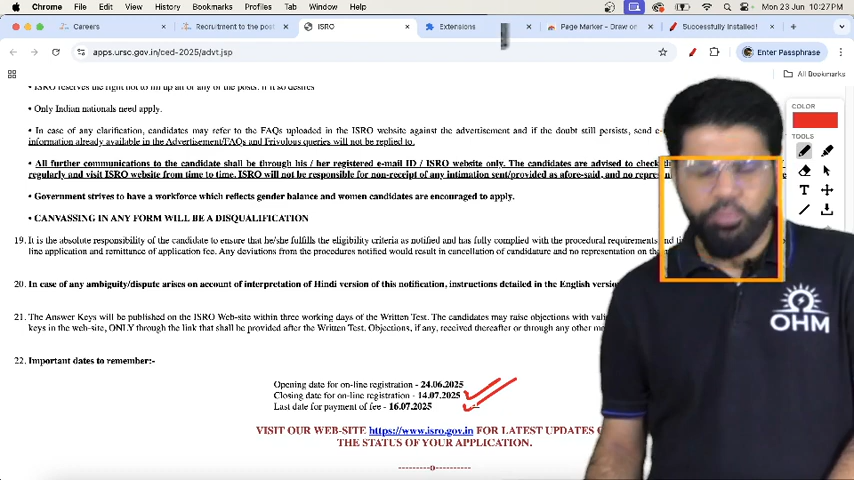 Chrome File Edit View History Bookmarks Profiles Tab Window Help Mon 23 Jun 10:27PM
Careers Recruitment to the post ISRO Extensions Page Marker - Draw on Successfully Installed!
apps.ursc.gov.in/ced-2025/advt.jsp Enter Passphrase
All Bookmarks
• ISRO reserves the right not to fill up all or any of the posts, if it so desires
• Only Indian nationals need apply.
• In case of any clarification, candidates may refer to the FAQs uploaded in the ISRO website against the advertisement and if the doubt still persists, send
information already available in the Advertisement/FAQs and Frivolous queries will not be replied to.
• All further communications to the candidate shall be through his / her registered e-mail ID / ISRO website only. The candidates are advised to check
regularly and visit ISRO website from time to time. ISRO will not be responsible for non-receipt of any intimation sent/provided as afore-said, and no
• Government strives to have a workforce which reflects gender balance and women candidates are encouraged to apply.
• CANVASSING IN ANY FORM WILL BE A DISQUALIFICATION
19. It is the absolute responsibility of the candidate to ensure that he/she fulfills the eligibility criteria as notified and has fully complied with the procedural requirements
line application and remittance of application fee. Any deviations from the procedures notified would result in cancellation of candidature and no representation
20. In case of any ambiguity/dispute arises on account of interpretation of Hindi version of this notification, instructions detailed in the English
21. The Answer Keys will be published on the ISRO Web-site within three working days of the Written Test. The candidates may raise objections with
keys in the web-site, ONLY through the link that shall be provided after the Written Test. Objections, if any, received thereafter or through any other
22. Important dates to remember:-
Opening date for on-line registration - 24.06.2025
Closing date for on-line registration - 14.07.2025
Last date for payment of fee - 16.07.2025
VISIT OUR WEB-SITE https://www.isro.gov.in FOR LATEST UPDATES
THE STATUS OF YOUR APPLICATION.
--------o---------
COLOR
TOOLS
T
OHM